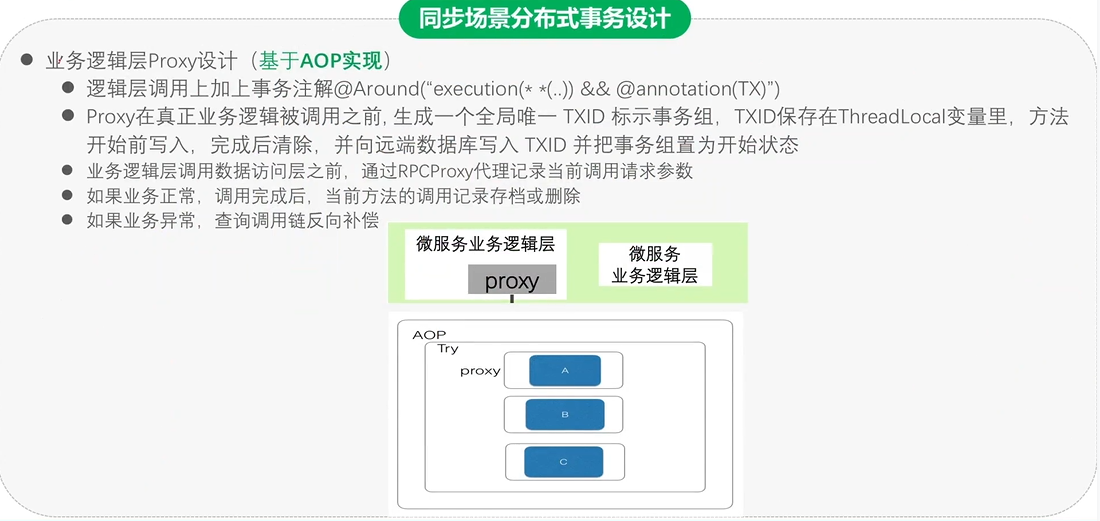 同步场景分布式事务设计
● 业务逻辑层Proxy设计（基于AOP实现）
● 逻辑层调用上加上事务注解@Around(“execution(* *(..)) && @annotation(TX)”)
● Proxy在真正业务逻辑被调用之前, 生成一个全局唯一 TXID 标示事务组，TXID保存在ThreadLocal变量里，方法
开始前写入，完成后清除，并向远端数据库写入 TXID 并把事务组置为开始状态
● 业务逻辑层调用数据访问层之前，通过RPCProxy代理记录当前调用请求参数
● 如果业务正常，调用完成后，当前方法的调用记录存档或删除
● 如果业务异常，查询调用链反向补偿
微服务业务逻辑层
proxy
微服务
业务逻辑层
AOP
Try
proxy
A
B
C